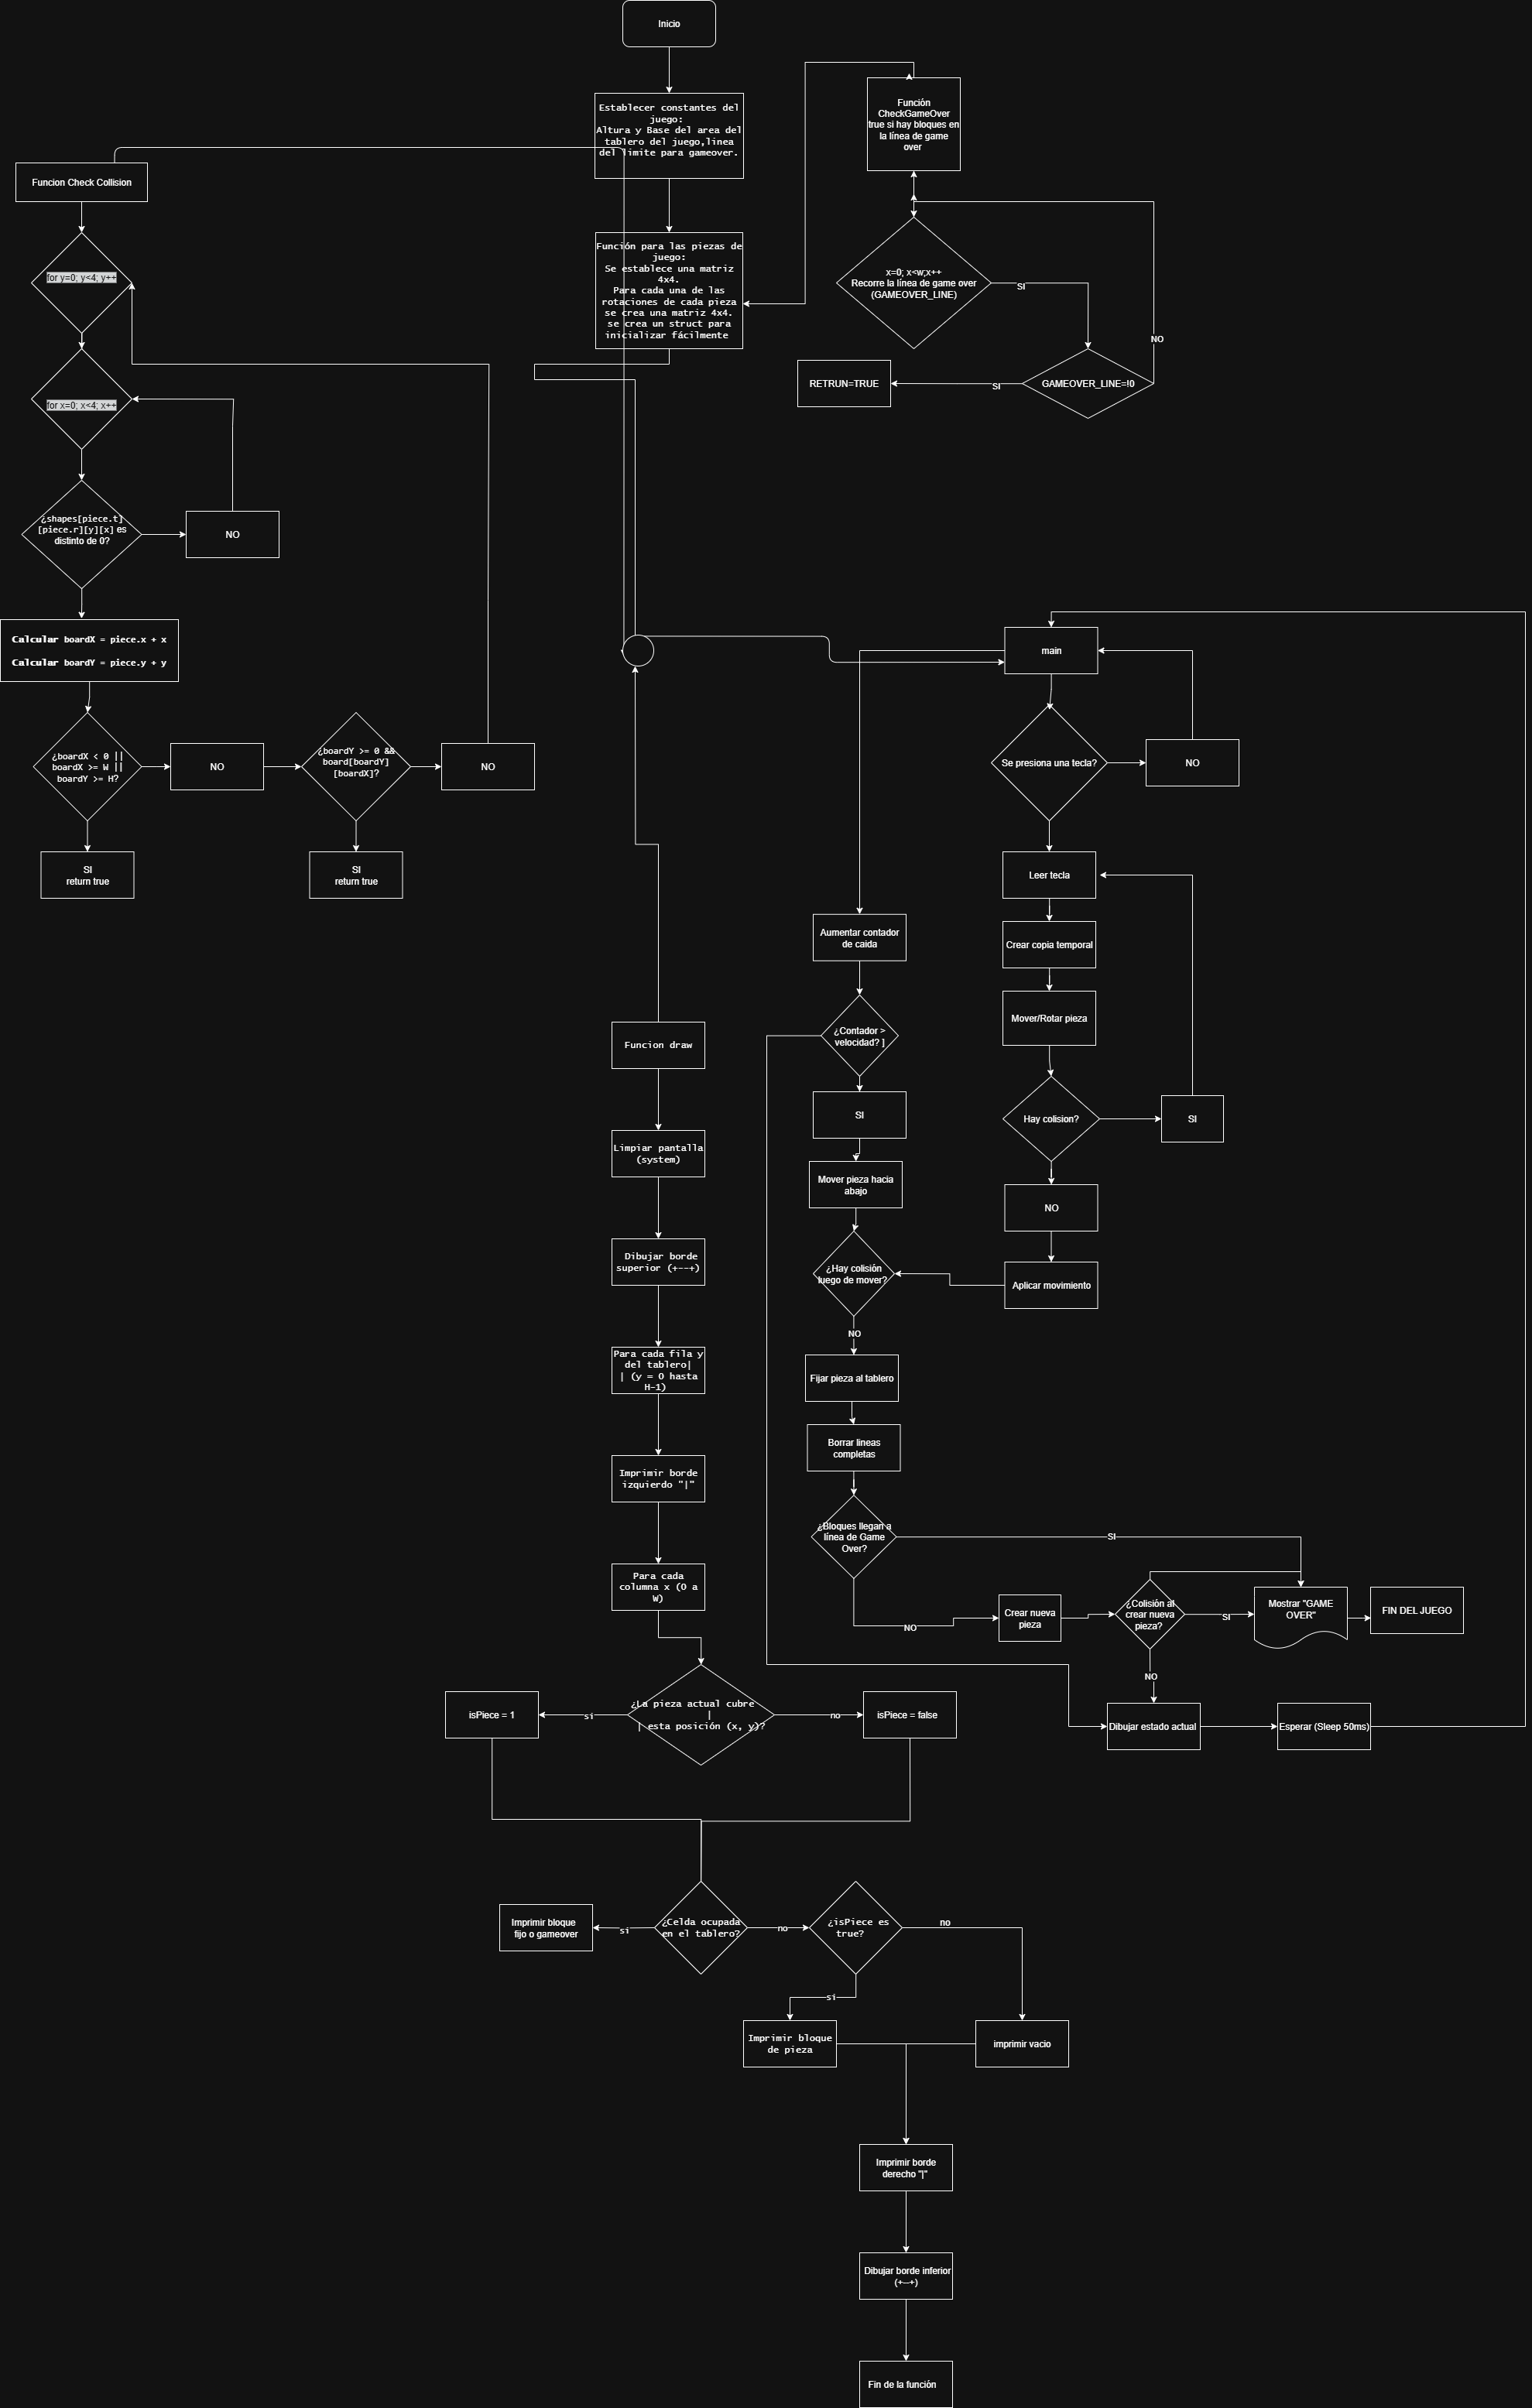 Inicio
Establecer constantes del
juego:
Altura y Base del area del
tablero del juego,linea
del limite para gameover.
Función
CheckGameOver
true si hay bloques en
la línea de game
over
Funcion Check Collision
Función para las piezas de
juego:
Se establece una matriz
4x4.
Para cada una de las
rotaciones de cada pieza
se crea una matriz 4x4.
se crea un struct para
inicializar fácilmente
for y=0; y<4; y++
x=0; x<w;x++
Recorre la línea de game over
(GAMEOVER_LINE)
SI
NO
GAMEOVER_LINE=!0
SI
RETRUN=TRUE
for x=0; x<4; x++
¿shapes[piece.t]
[piece.r][y][x] es
distinto de 0?
NO
Calcular boardX = piece.x + x
Calcular boardY = piece.y + y
¿boardX < 0 ||
boardX >= W ||
boardY >= H?
NO
¿boardY >= 0 &&
board[boardY]
[boardX]?
NO
SI
return true
SI
return true
main
Se presiona una tecla?
NO
Leer tecla
Crear copia temporal
Mover/Rotar pieza
Hay colision?
SI
NO
Aplicar movimiento
Aumentar contador
de caida
¿Contador >
velocidad? ]
SI
Mover pieza hacia
abajo
¿Hay colisión
luego de mover?
NO
Fijar pieza al tablero
Borrar lineas
completas
¿Bloques llegan a
línea de Game
Over?
SI
NO
Crear nueva
pieza
¿Colisión al
crear nueva
pieza?
SI
Mostrar "GAME
OVER"
FIN DEL JUEGO
NO
Dibujar estado actual
Esperar (Sleep 50ms)
Funcion draw
Limpiar pantalla
(system)
Dibujar borde
superior (+--+)
Para cada fila y
del tablero|
| (y = 0 hasta
H-1)
Imprimir borde
izquierdo "|"
Para cada
columna x (0 a
W)
¿La pieza actual cubre
|
| esta posición (x, y)?
si
isPiece = 1
no
isPiece = false
¿Celda ocupada
en el tablero?
si
Imprimir bloque
fijo o gameover
no
¿isPiece es
true?
no
si
Imprimir bloque
de pieza
imprimir vacio
Imprimir borde
derecho "|"
Dibujar borde inferior
(+--+)
Fin de la función